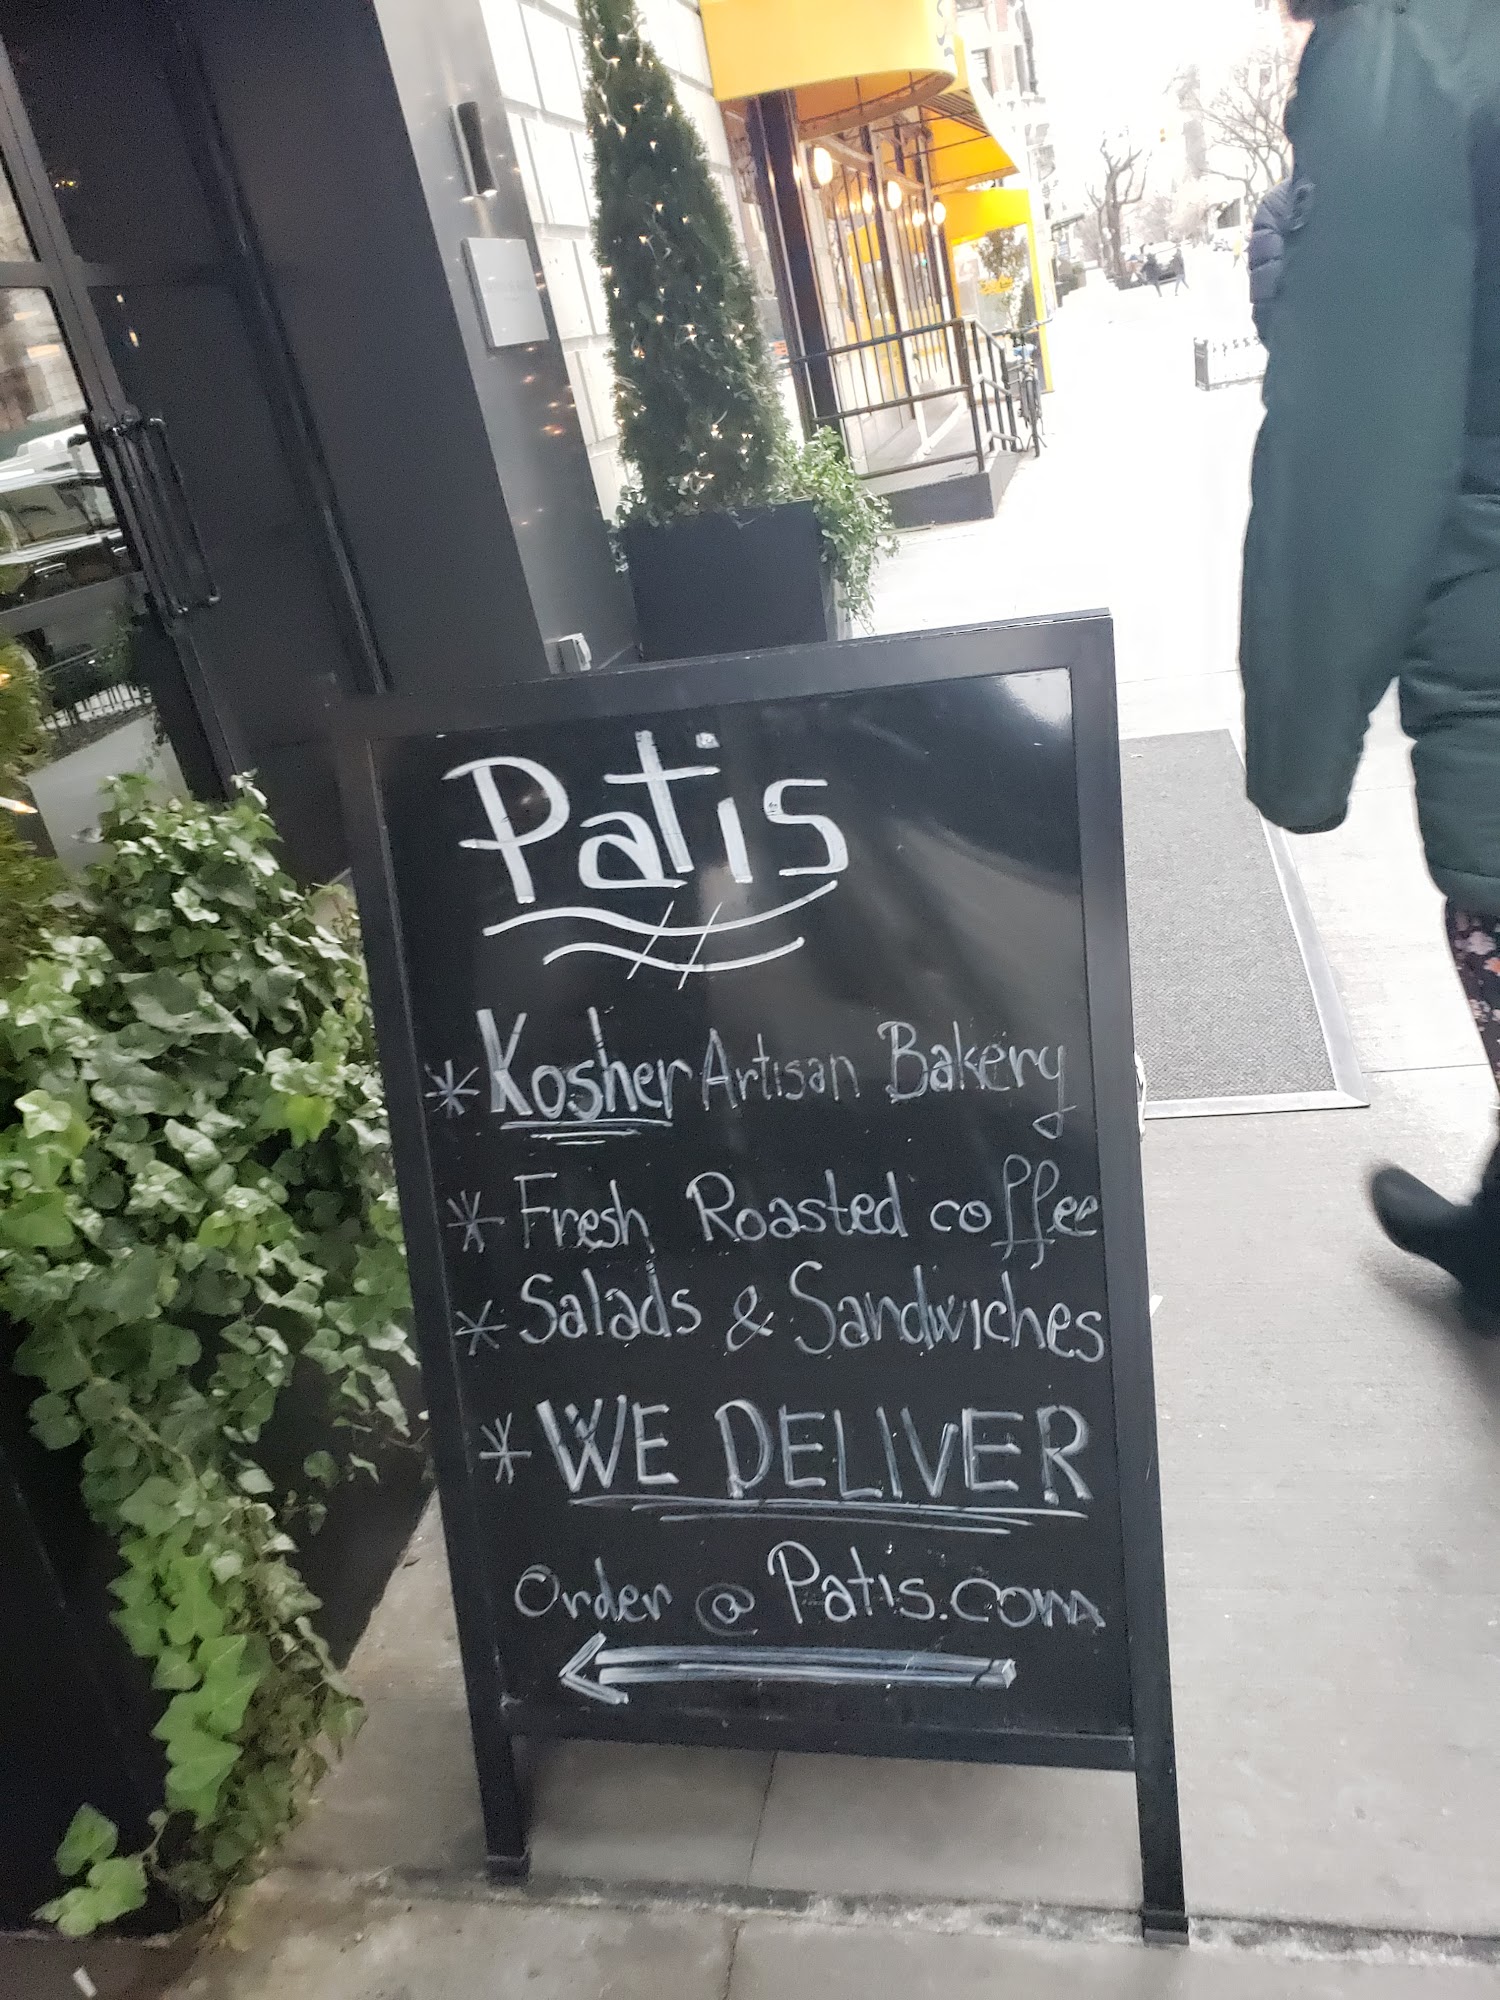 Patis
* Kosher Artisan Bakery
* Fresh Roasted coffee
* Salads & Sandwiches
* WE DELIVER
Order @ Patis.com